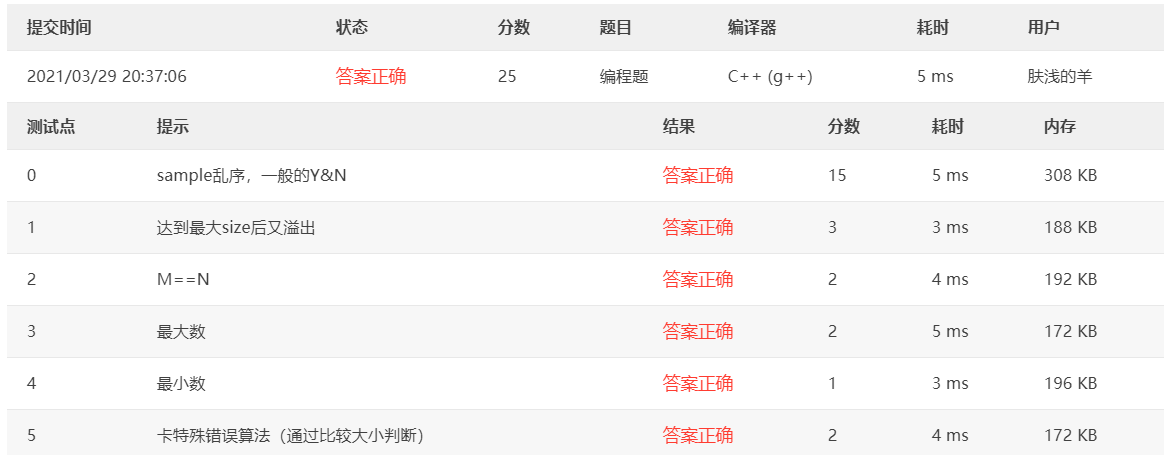 提交时间 状态 分数 题目 编译器 耗时 用户
2021/03/29 20:37:06 答案正确 25 编程题 C++ (g++) 5 ms 肤浅的羊
测试点 提示 结果 分数 耗时 内存
0 sample乱序，一般的Y&N 答案正确 15 5 ms 308 KB
1 达到最大size后又溢出 答案正确 3 3 ms 188 KB
2 M==N 答案正确 2 4 ms 192 KB
3 最大数 答案正确 2 5 ms 172 KB
4 最小数 答案正确 1 3 ms 196 KB
5 卡特殊错误算法（通过比较大小判断） 答案正确 2 4 ms 172 KB